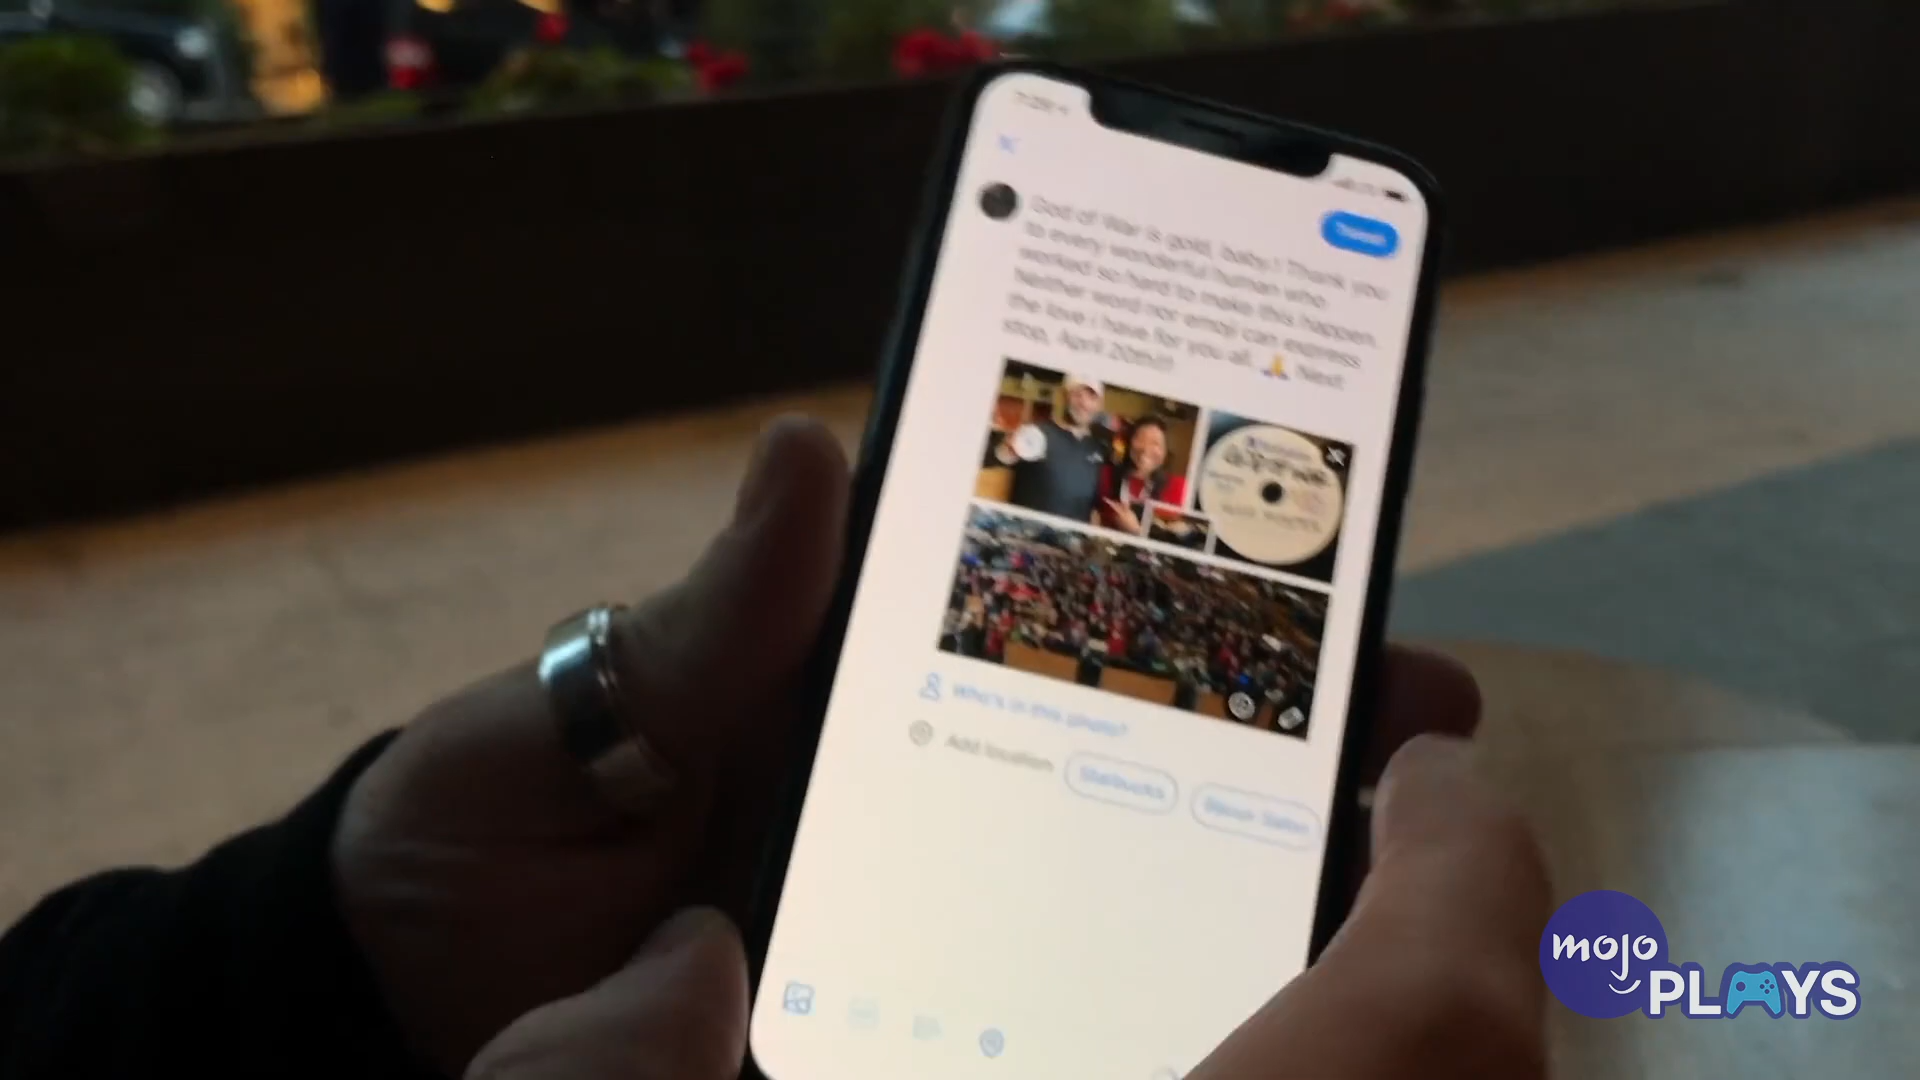 God of War is gold, baby! Thank you
to every wonderful human who
worked so hard to make this happen.
Neither word nor emoji can express
the love i have for you all. 🙏 Next
stop, April 20th!!!
Tweet
Who's in this photo?
Add location
Starbucks
mojo
PLAYS